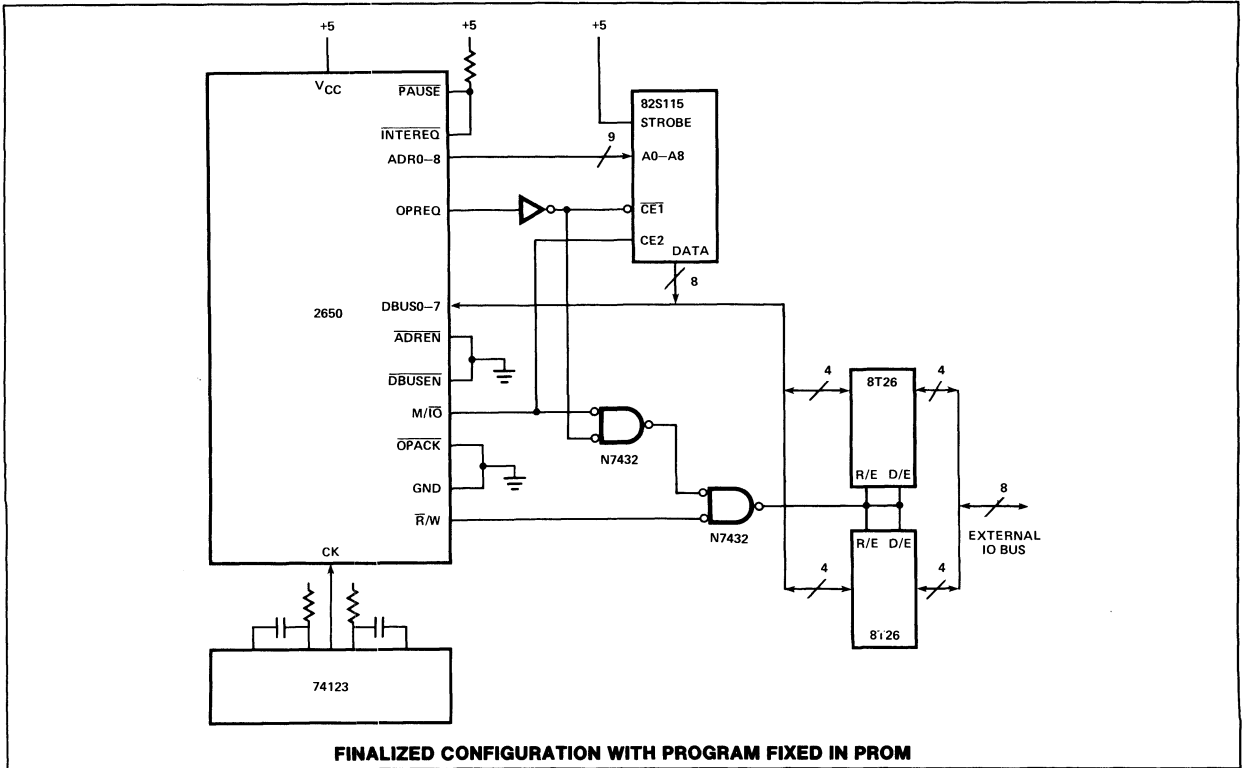 +5
+5
+5
VCC
PAUSE
INTEREQ
ADR0–8
OPREQ
DBUS0–7
2650
ADREN
DBUSEN
M/IO
OPACK
GND
R/W
CK
74123
82S115
STROBE
9
A0–A8
CE1
CE2
DATA
8
N7432
N7432
4
8T26
4
R/E D/E
8
EXTERNAL
IO BUS
R/E D/E
4
4
8T26
FINALIZED CONFIGURATION WITH PROGRAM FIXED IN PROM